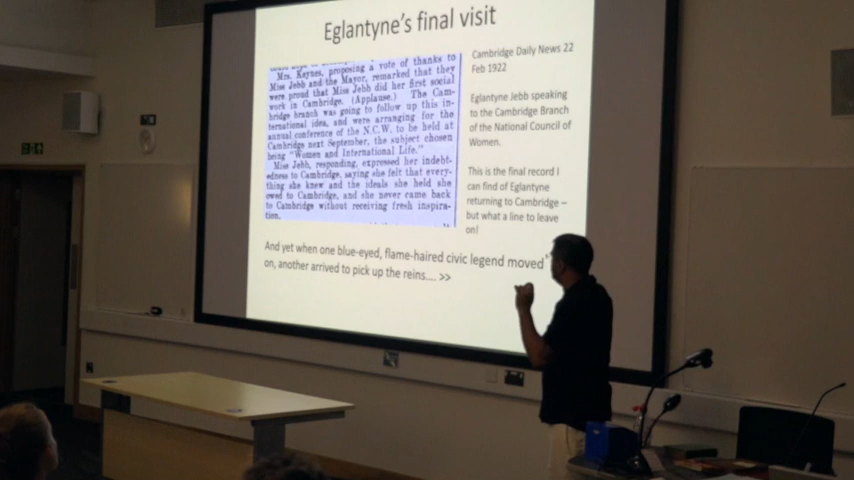 Eglantyne's final visit
Mrs. Keynes, proposing a vote of thanks to
Miss Jebb and the Mayor, remarked that they
were proud that Miss Jebb did her first social
work in Cambridge. (Applause.) The Cam-
bridge branch was going to follow up this in-
ternational idea, and were arranging for the
annual conference of the N.C.W. to be held at
Cambridge next September, the subject chosen
being "Women and International Life."
Miss Jebb, responding, expressed her indebt-
edness to Cambridge, saying she felt that every-
thing she knew and the ideals she held she
owed to Cambridge, and she never came back
to Cambridge without receiving fresh inspira-
tion.
Cambridge Daily News 22
Feb 1922
Eglantyne Jebb speaking
to the Cambridge Branch
of the National Council of
Women.
This is the final record I
can find of Eglantyne
returning to Cambridge –
but what a line to leave
on!
And yet when one blue-eyed, flame-haired civic legend moved
on, another arrived to pick up the reins.... >>